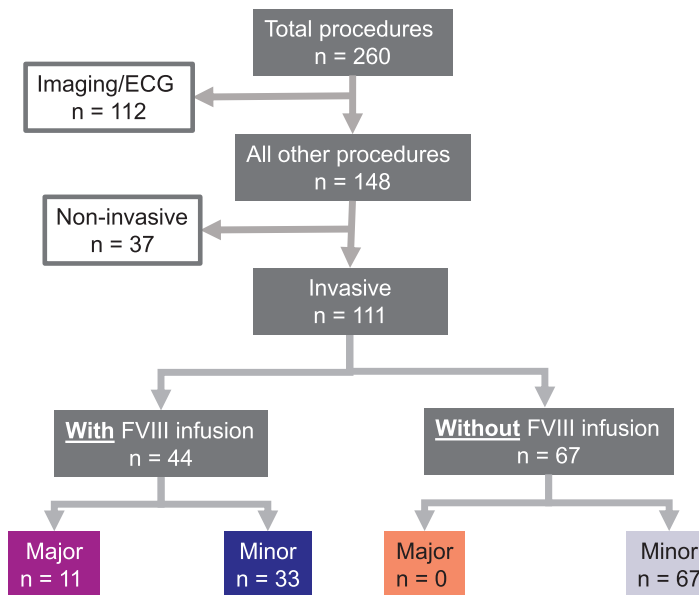 Total procedures
n = 260
Imaging/ECG
n = 112
All other procedures
n = 148
Non-invasive
n = 37
Invasive
n = 111
With FVIII infusion
n = 44
Without FVIII infusion
n = 67
Major
n = 11
Minor
n = 33
Major
n = 0
Minor
n = 67